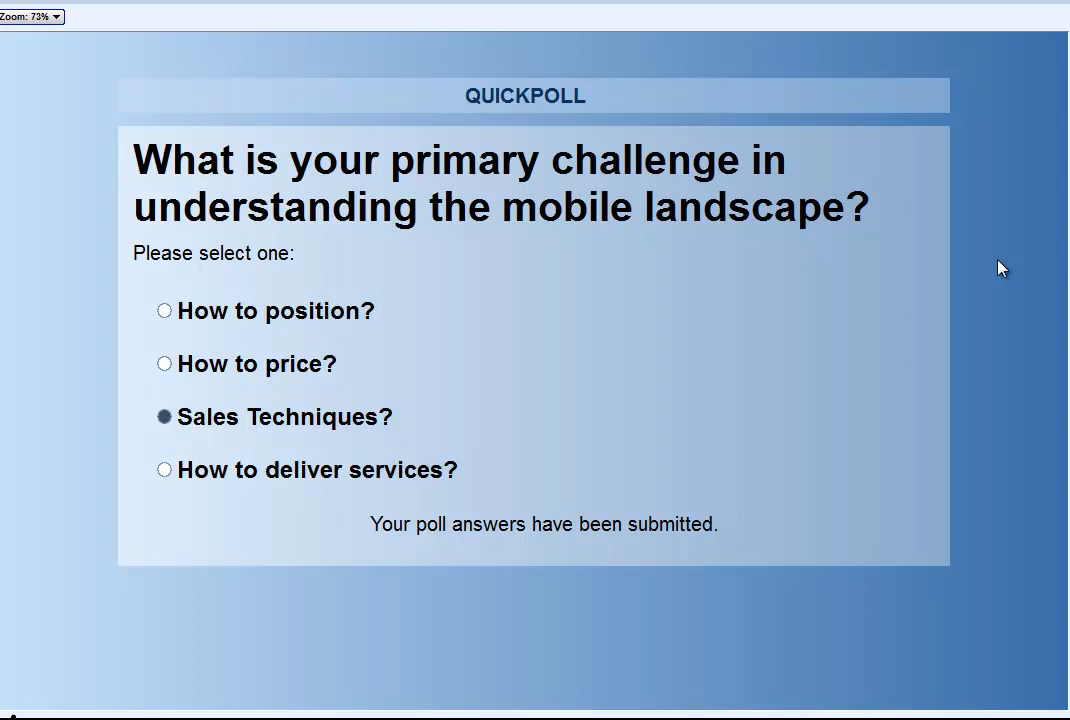 Zoom: 73%
QUICKPOLL
What is your primary challenge in
understanding the mobile landscape?
Please select one:
How to position?
How to price?
Sales Techniques?
How to deliver services?
Your poll answers have been submitted.